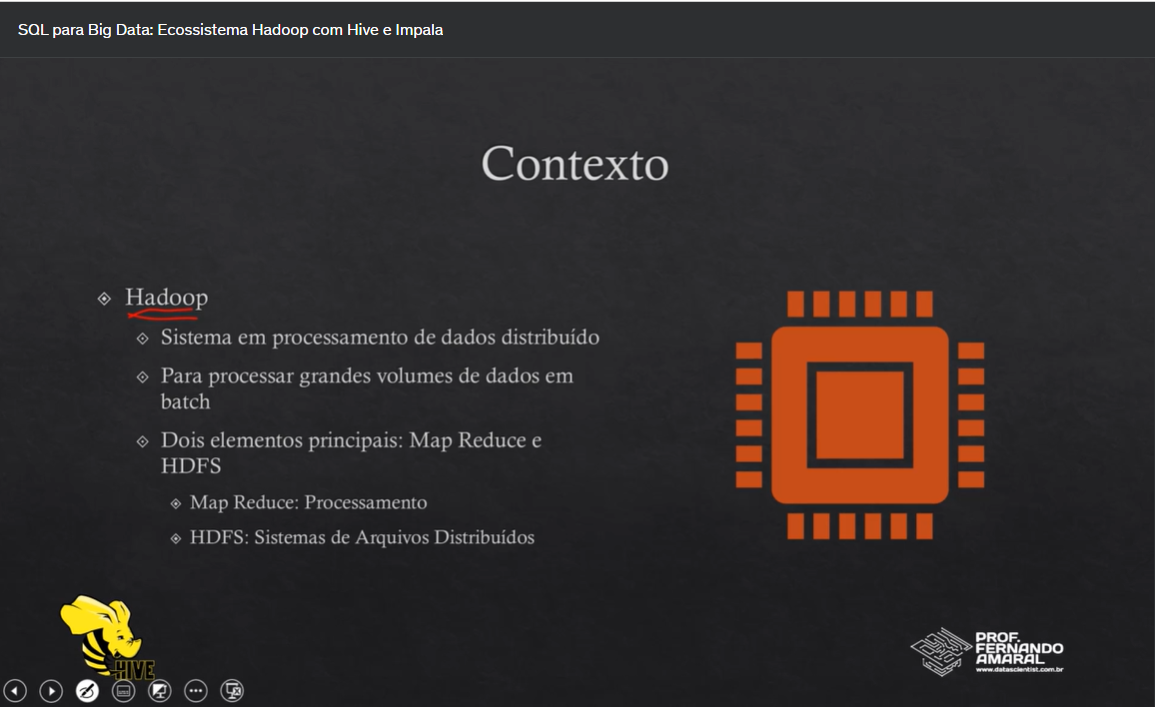 SQL para Big Data: Ecossistema Hadoop com Hive e Impala
Contexto
Hadoop
Sistema em processamento de dados distribuído
Para processar grandes volumes de dados em
batch
Dois elementos principais: Map Reduce e
HDFS
Map Reduce: Processamento
HDFS: Sistemas de Arquivos Distribuídos
HIVE
PROF.
FERNANDO
AMARAL
www.datascientist.com.br